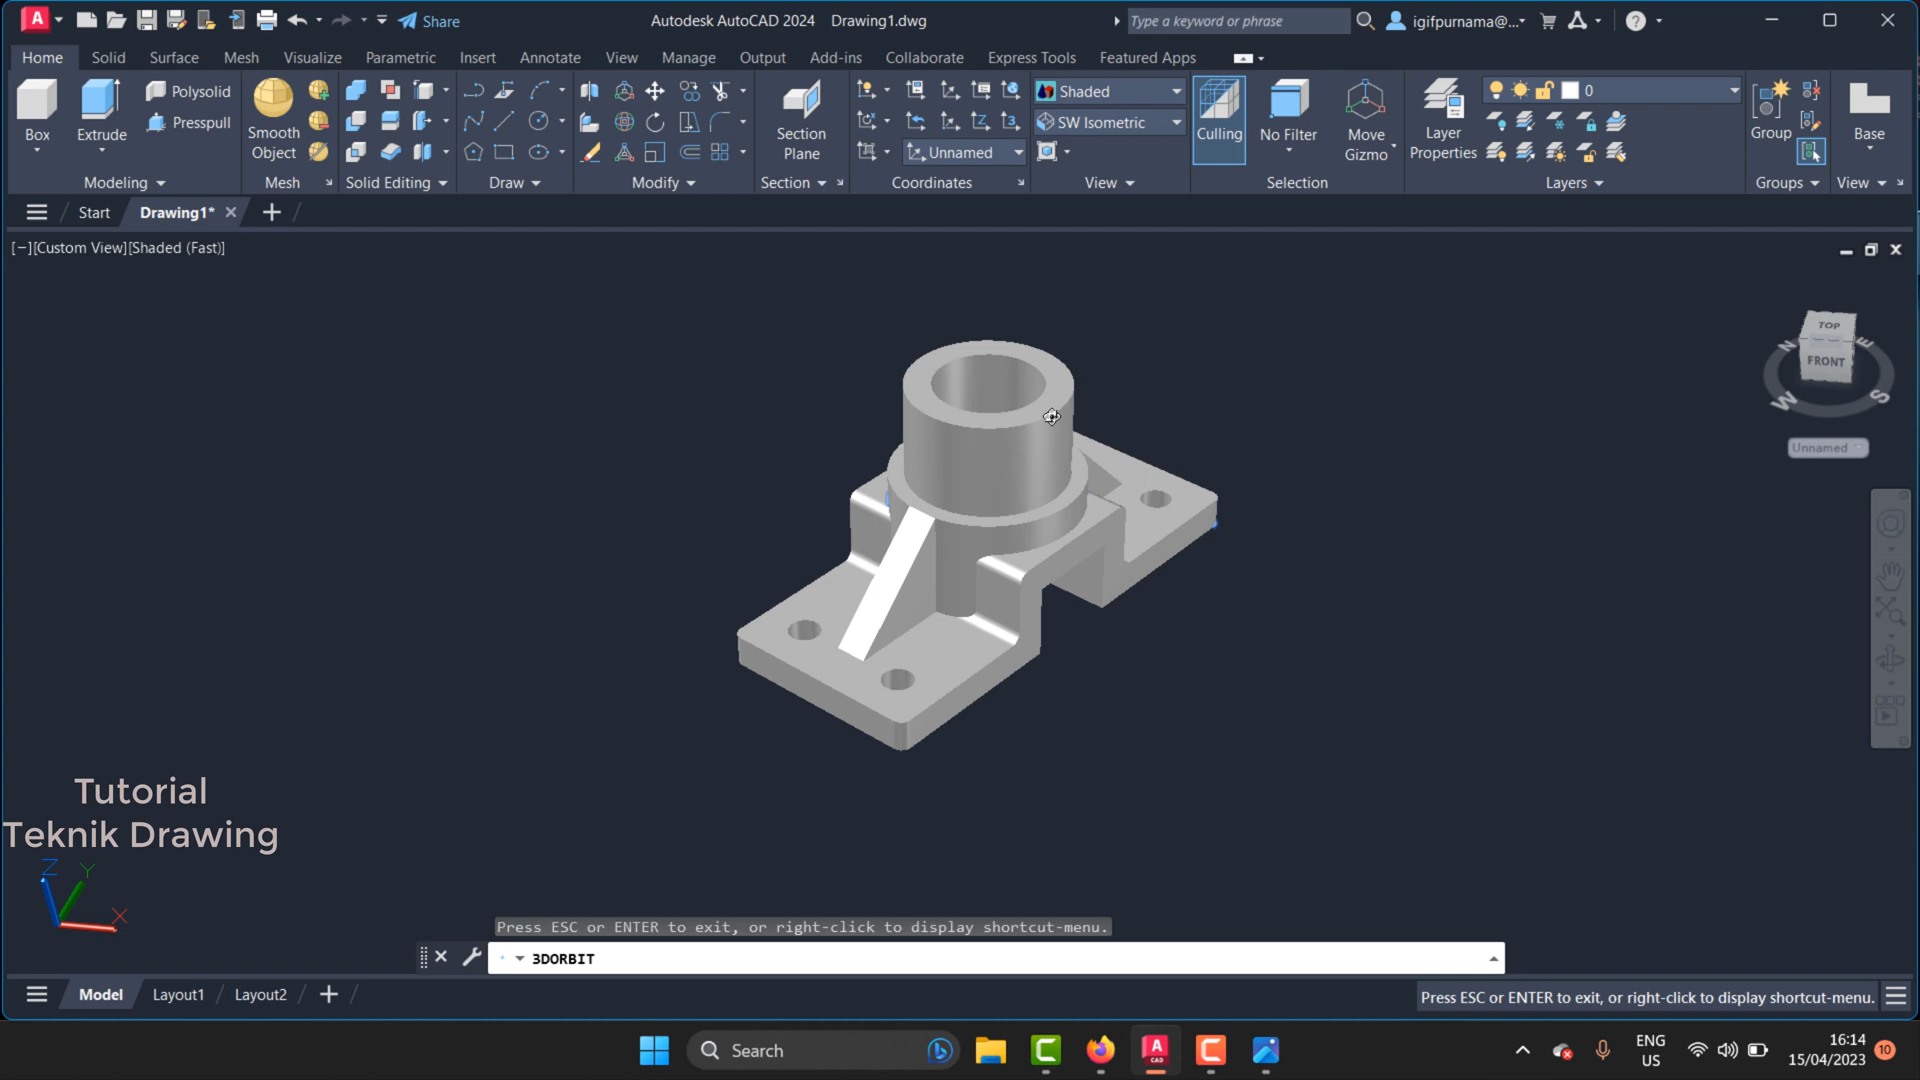 Share
Autodesk AutoCAD 2024 Drawing1.dwg
Type a keyword or phrase
igifpurnama@...
Home Solid Surface Mesh Visualize Parametric Insert Annotate View Manage Output Add-ins Collaborate Express Tools Featured Apps
Box
Extrude
Polysolid
Presspull
Smooth
Object
Section
Plane
Unnamed
Shaded
SW Isometric
Culling
No Filter
Move
Gizmo
Layer
Properties
0
Group
Base
Modeling Mesh Solid Editing Draw Modify Section Coordinates View Selection Layers Groups View
Start Drawing1*
[−][Custom View][Shaded (Fast)]
TOP
FRONT
N E
W S
Unnamed
CAD
Tutorial
Teknik Drawing
Z Y
X
Press ESC or ENTER to exit, or right-click to display shortcut-menu.
3DORBIT
Model Layout1 Layout2
Press ESC or ENTER to exit, or right-click to display shortcut-menu.
Search
ENG
US
16:14
15/04/2023
10